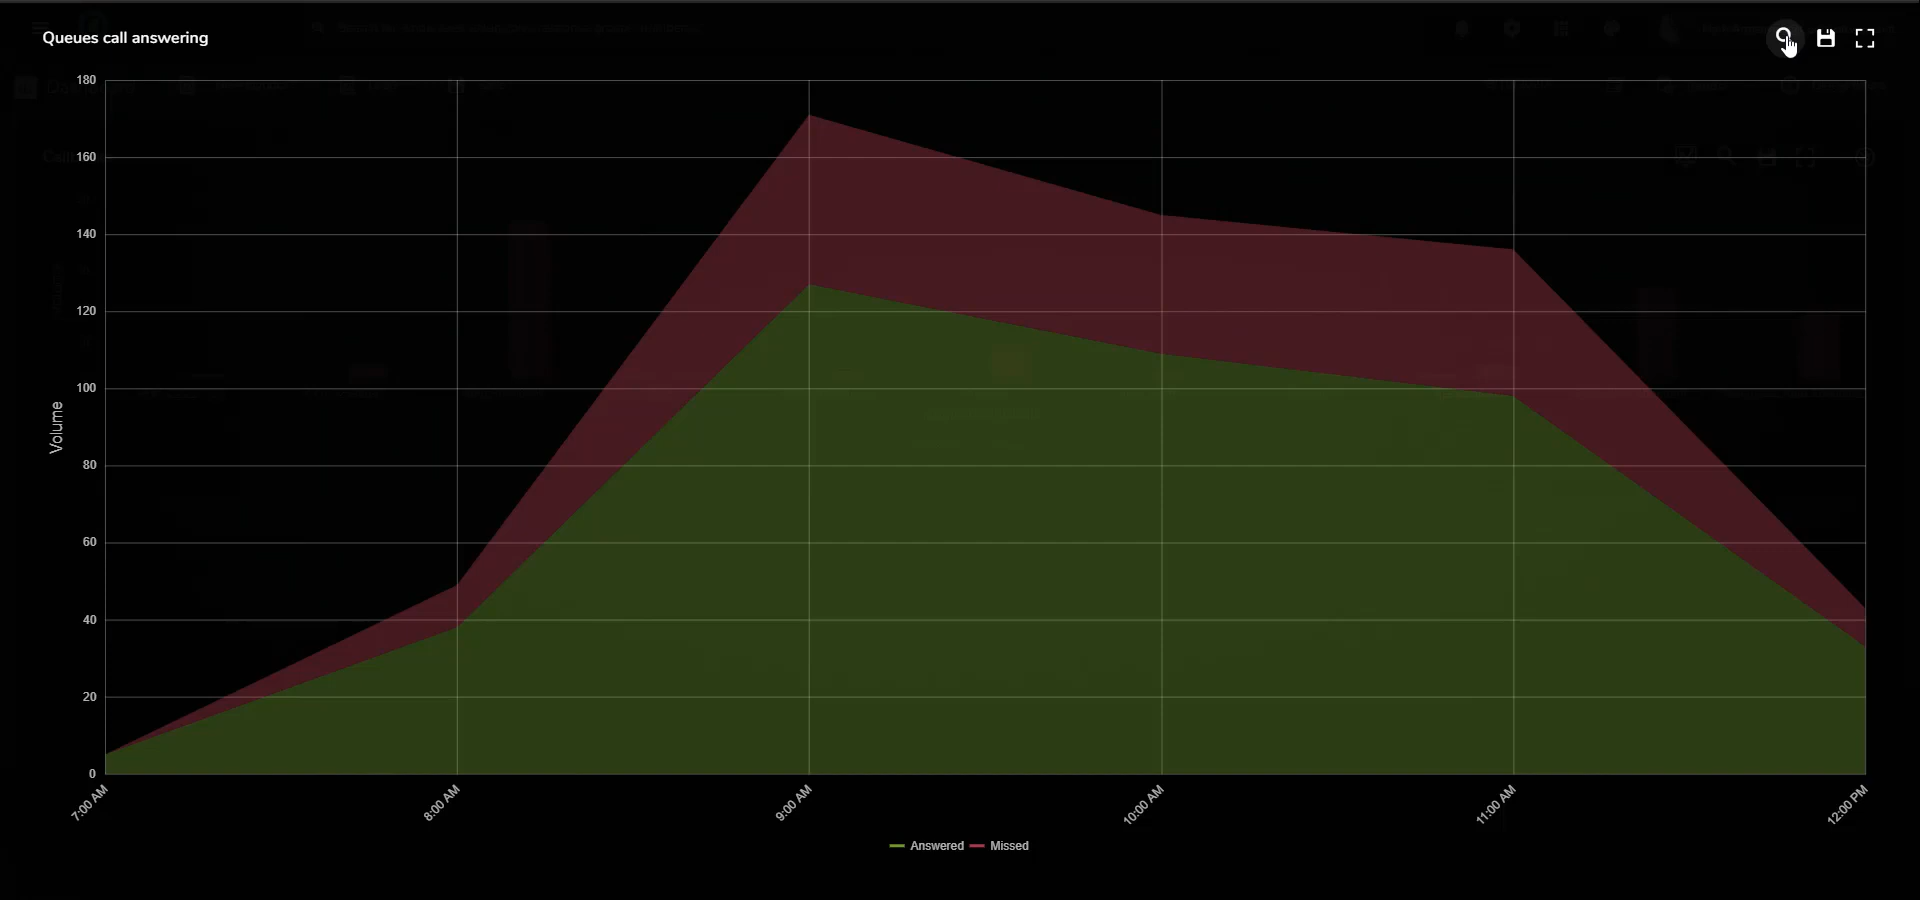 Queues call answering
180
160
140
120
100
80
60
40
20
0
Volume
7:00 AM
8:00 AM
9:00 AM
10:00 AM
11:00 AM
12:00 PM
Answered
Missed